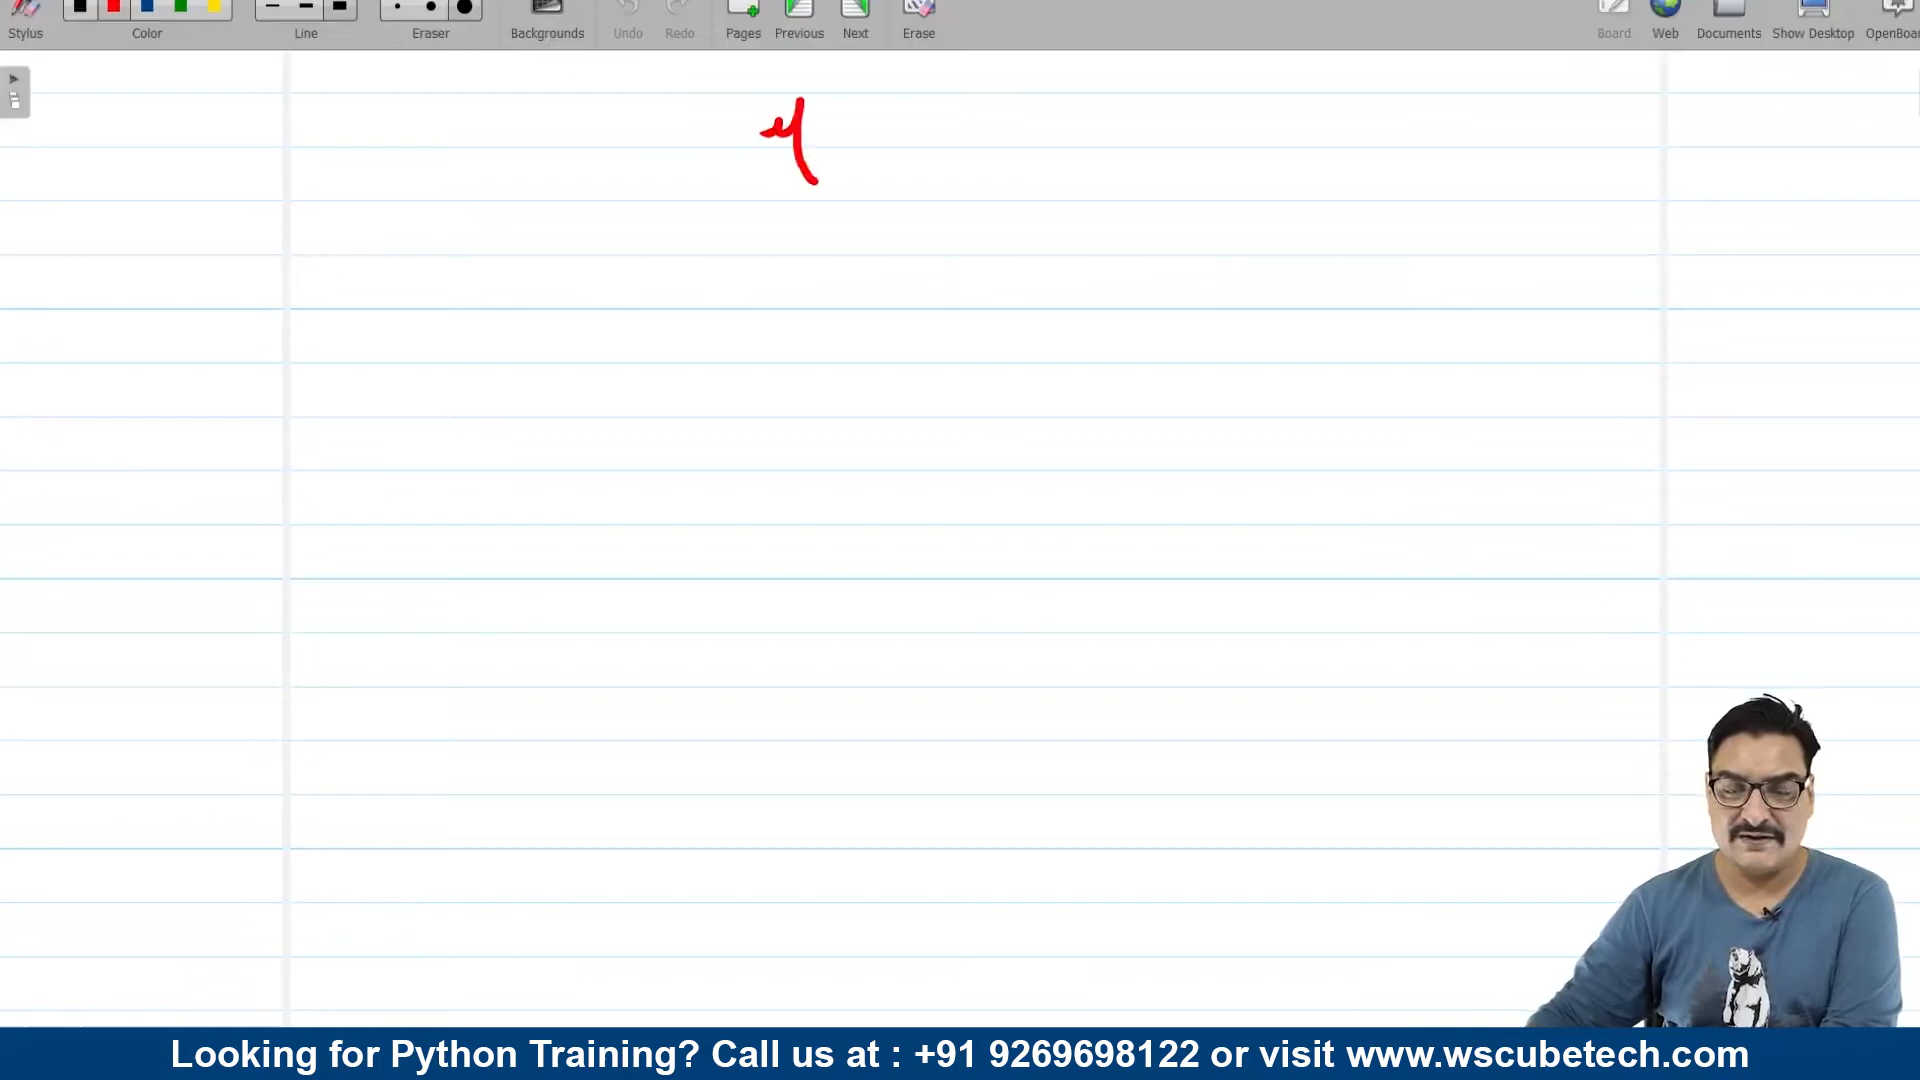 Stylus Color Line Eraser Backgrounds Undo Redo Pages Previous Next Erase Board Web Documents Show Desktop OpenBoar
Looking for Python Training? Call us at : +91 9269698122 or visit www.wscubetech.com